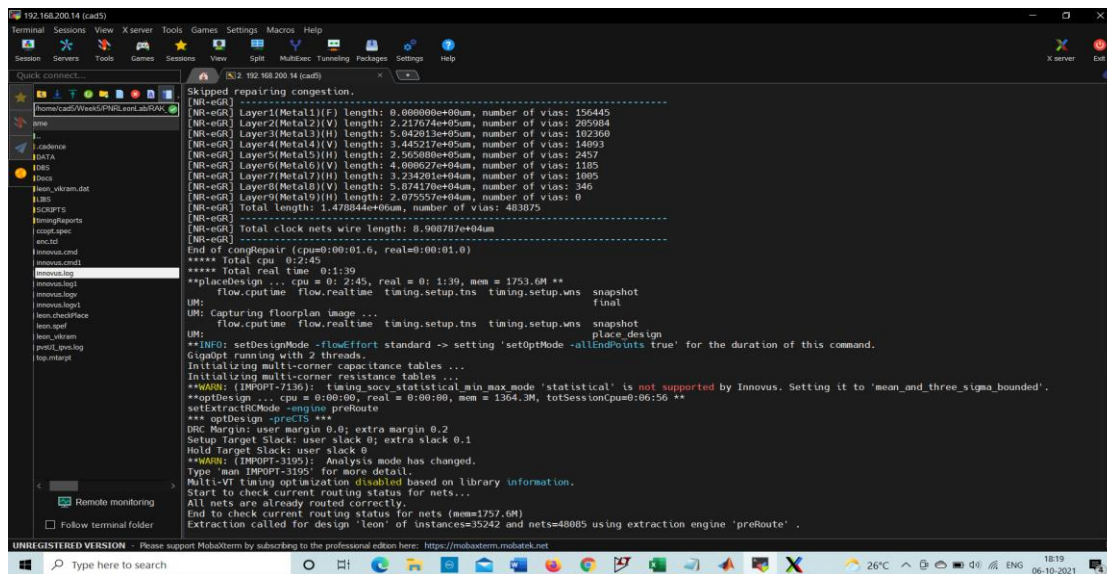 192.168.200.14 (cad5)
Terminal Sessions View X server Tools Games Settings Macros Help
Session Servers Tools Games Sessions View Split MultiExec Tunneling Packages Settings Help X server Exit
Quick connect...
2. 192.168.200.14 (cad5)
/home/cad5/Week5/PNRLeonLab/RAK_
..
.cadence
DATA
DBS
Docs
leon_vikram.dat
LIBS
SCRIPTS
timingReports
ccopt.spec
enc.tcl
innovus.cmd
innovus.cmd1
innovus.log
innovus.log1
innovus.logv
innovus.logv1
leon.checkPlace
leon.spef
leon_vikram
pvsUI_ipvs.log
top.mtarpt
Remote monitoring
Follow terminal folder
Skipped repairing congestion.
[NR-eGR] -------------------------------------------------------------------------
[NR-eGR] Layer1(Metal1)(F) length: 0.000000e+00um, number of vias: 156445
[NR-eGR] Layer2(Metal2)(V) length: 2.217674e+05um, number of vias: 205984
[NR-eGR] Layer3(Metal3)(H) length: 5.042013e+05um, number of vias: 102360
[NR-eGR] Layer4(Metal4)(V) length: 3.445217e+05um, number of vias: 14093
[NR-eGR] Layer5(Metal5)(H) length: 2.565080e+05um, number of vias: 2457
[NR-eGR] Layer6(Metal6)(V) length: 4.000627e+04um, number of vias: 1185
[NR-eGR] Layer7(Metal7)(H) length: 3.234201e+04um, number of vias: 1005
[NR-eGR] Layer8(Metal8)(V) length: 5.874170e+04um, number of vias: 346
[NR-eGR] Layer9(Metal9)(H) length: 2.075557e+04um, number of vias: 0
[NR-eGR] Total length: 1.478844e+06um, number of vias: 483875
[NR-eGR] -------------------------------------------------------------------------
[NR-eGR] Total clock nets wire length: 8.908787e+04um
[NR-eGR] -------------------------------------------------------------------------
End of congRepair (cpu=0:00:01.6, real=0:00:01.0)
***** Total cpu 0:2:45
***** Total real time 0:1:39
**placeDesign ... cpu = 0: 2:45, real = 0: 1:39, mem = 1753.6M **
flow.cputime flow.realtime timing.setup.tns timing.setup.wns snapshot
UM: final
UM: Capturing floorplan image ...
flow.cputime flow.realtime timing.setup.tns timing.setup.wns snapshot
UM: place_design
**INFO: setDesignMode -flowEffort standard -> setting 'setOptMode -allEndPoints true' for the duration of this command.
GigaOpt running with 2 threads.
Initializing multi-corner capacitance tables ...
Initializing multi-corner resistance tables ...
**WARN: (IMPOPT-7136): timing_socv_statistical_min_max_mode 'statistical' is not supported by Innovus. Setting it to 'mean_and_three_sigma_bounded'.
**optDesign ... cpu = 0:00:00, real = 0:00:00, mem = 1364.3M, totSessionCpu=0:06:56 **
setExtractRCMode -engine preRoute
*** optDesign -preCTS ***
DRC Margin: user margin 0.0; extra margin 0.2
Setup Target Slack: user slack 0; extra slack 0.1
Hold Target Slack: user slack 0
**WARN: (IMPOPT-3195): Analysis mode has changed.
Type 'man IMPOPT-3195' for more detail.
Multi-VT timing optimization disabled based on library information.
Start to check current routing status for nets...
All nets are already routed correctly.
End to check current routing status for nets (mem=1757.6M)
Extraction called for design 'leon' of instances=35242 and nets=48085 using extraction engine 'preRoute' .
UNREGISTERED VERSION - Please support MobaXterm by subscribing to the professional edition here: https://mobaxterm.mobatek.net
Type here to search
26°C ENG 18:19
06-10-2021